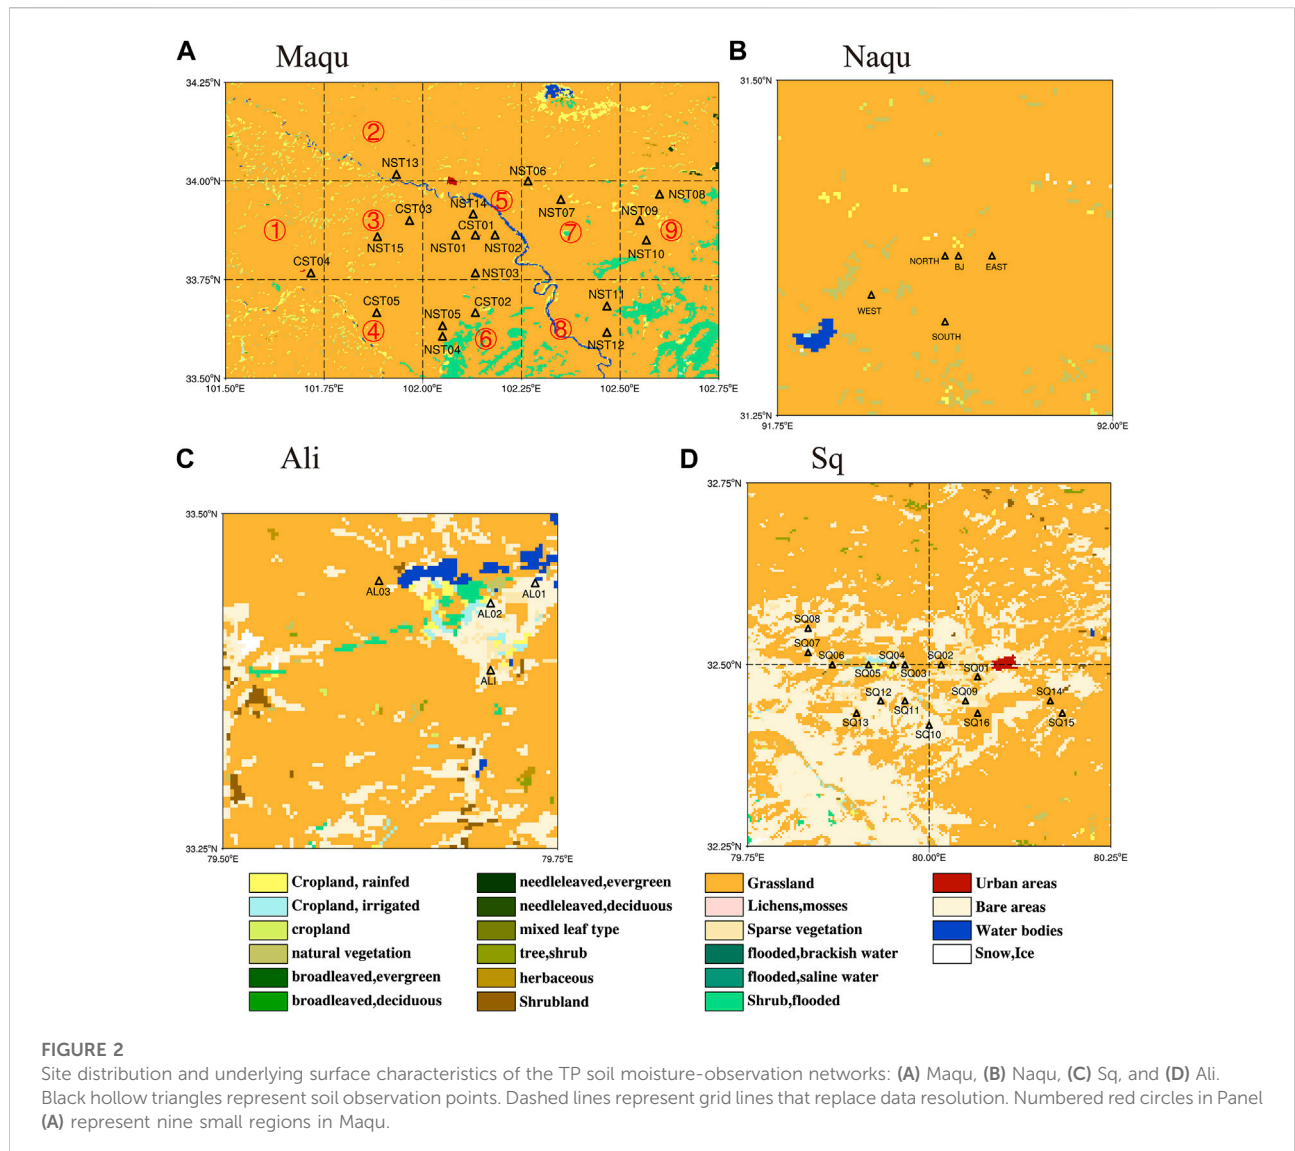 A Maqu
34.25°N
34.00°N
33.75°N
33.50°N
101.50°E 101.75°E 102.00°E 102.25°E 102.50°E 102.75°E
① ② ③ ④ ⑤ ⑥ ⑦ ⑧ ⑨
NST13
NST06
NST08
NST07
CST03
NST14
NST09
CST01
NST15
NST01
NST02
NST10
CST04
NST03
CST05
CST02
NST11
NST05
NST04
NST12
B Naqu
31.50°N
31.25°N
91.75°E 92.00°E
NORTH
BJ
EAST
WEST
SOUTH
C Ali
33.50°N
33.25°N
79.50°E 79.75°E
AL03
AL01
AL02
ALI
D Sq
32.75°N
32.50°N
32.25°N
79.75°E 80.00°E 80.25°E
SQ08
SQ07
SQ06
SQ04
SQ02
SQ05
SQ03
SQ01
SQ12
SQ09
SQ14
SQ11
SQ13
SQ16
SQ15
SQ10
Cropland, rainfed
Cropland, irrigated
cropland
natural vegetation
broadleaved,evergreen
broadleaved,deciduous
needleleaved,evergreen
needleleaved,deciduous
mixed leaf type
tree,shrub
herbaceous
Shrubland
Grassland
Lichens,mosses
Sparse vegetation
flooded,brackish water
flooded,saline water
Shrub,flooded
Urban areas
Bare areas
Water bodies
Snow,Ice
FIGURE 2
Site distribution and underlying surface characteristics of the TP soil moisture-observation networks: (A) Maqu, (B) Naqu, (C) Sq, and (D) Ali.
Black hollow triangles represent soil observation points. Dashed lines represent grid lines that replace data resolution. Numbered red circles in Panel
(A) represent nine small regions in Maqu.